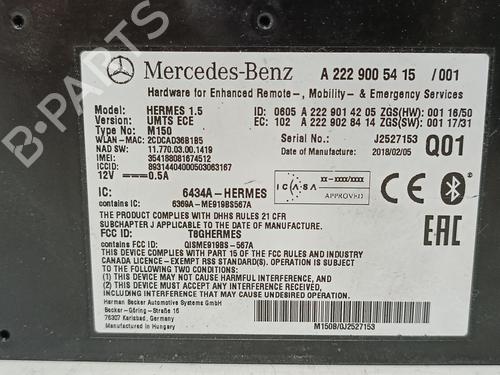 Mercedes-Benz A 222 900 54 15 /001
Hardware for Enhanced Remote-, Mobility- & Emergency Services
Model: HERMES 1.5 ID: 0605 A 222 901 42 05 ZGS(HW): 001 16/50
Version: UMTS ECE EC: 102 A 222 902 84 14 ZGS(SW): 001 17/31
Type No: M150 Serial No.: J2527153 Q01
WLAN-MAC: 2CDCAD3681B5 Date of Manufacture: 2018/02/05
SW-NO: 11.770.03.00.1419
IMEI: 354188081674512
ICCID: 89314404000503063167
12V 0.5A
IC: 6434A-HERMES
contains IC: 6369A-ME919BS567A
ICASA
XX-XXXX/XXXX
APPROVED
CE
THE PRODUCT COMPLIES WITH DHHS RULES 21 CFR
SUBCHAPTER J APPLICABLE TO THE DATE OF MANUFACTURE.
FCC ID: T8GHERMES
contains FCC ID: QISME919BS-567A
EAC
THIS DEVICE COMPLIES WITH PART 15 OF THE FCC RULES AND INDUSTRY
CANADA LICENCE - EXEMPT RSS STANDARD(S). OPERATION IS SUBJECT TO
THE FOLLOWING TWO CONDITIONS:
(1) THIS DEVICE MAY NOT CAUSE HARMFUL INTERFERENCE, AND
(2) THIS DEVICE MUST ACCEPT ANY INTERFERENCE RECEIVED,
INCLUDING INTERFERENCE THAT MAY CAUSE UNDESIRED OPERATION
Harman Becker Automotive Systems GmbH
Becker-Göring-Straße 16
76307 Karlsbad, Germany
Manufactured in Hungary
M1508/0J2527153
B-PARTS